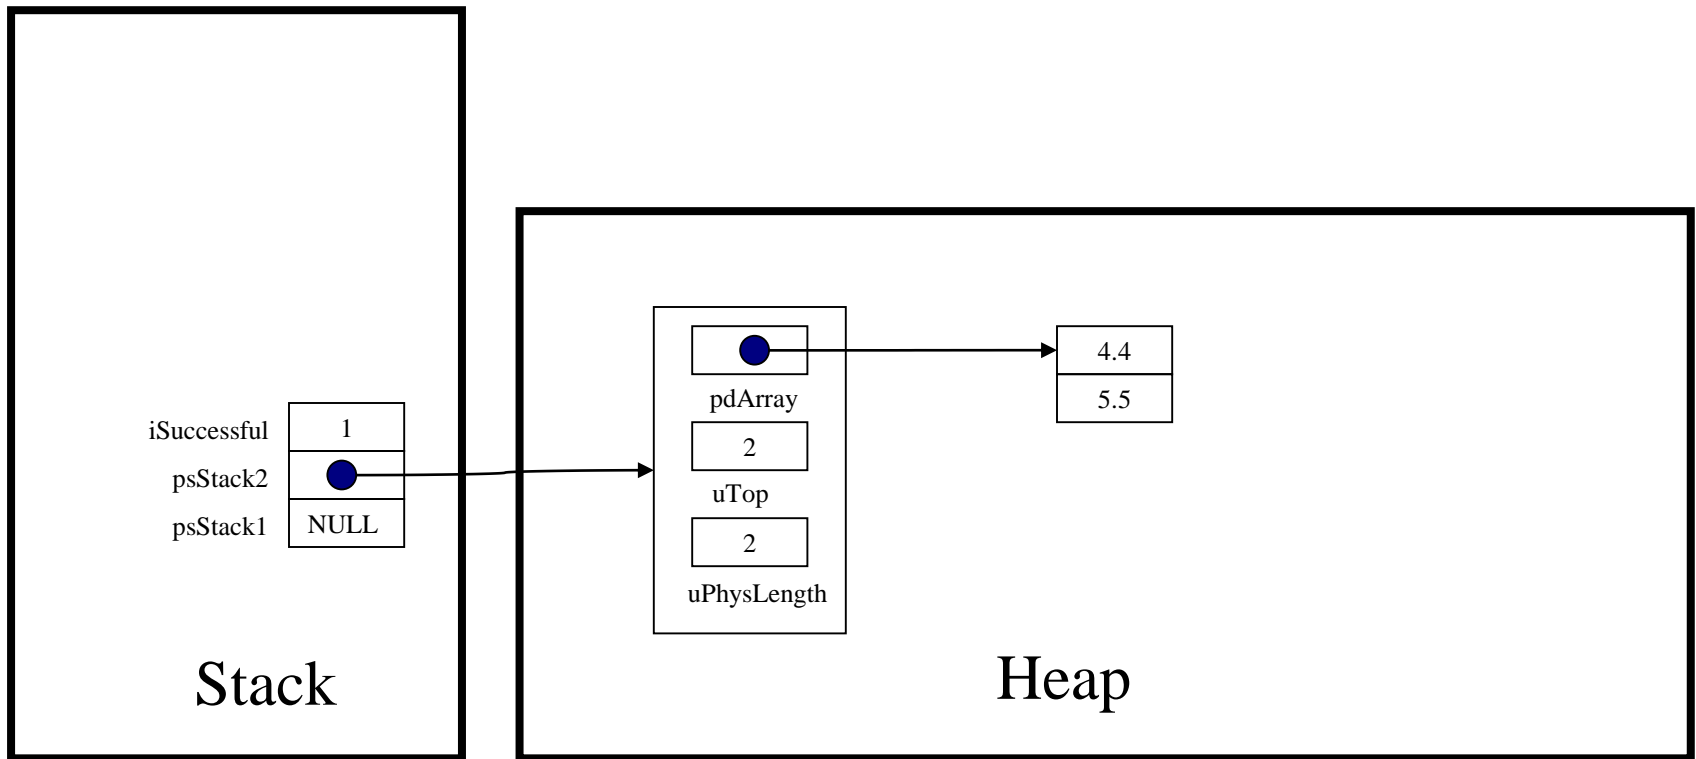 iSuccessful 1
psStack2
psStack1 NULL
Stack
pdArray
2
uTop
2
uPhysLength
4.4
5.5
Heap